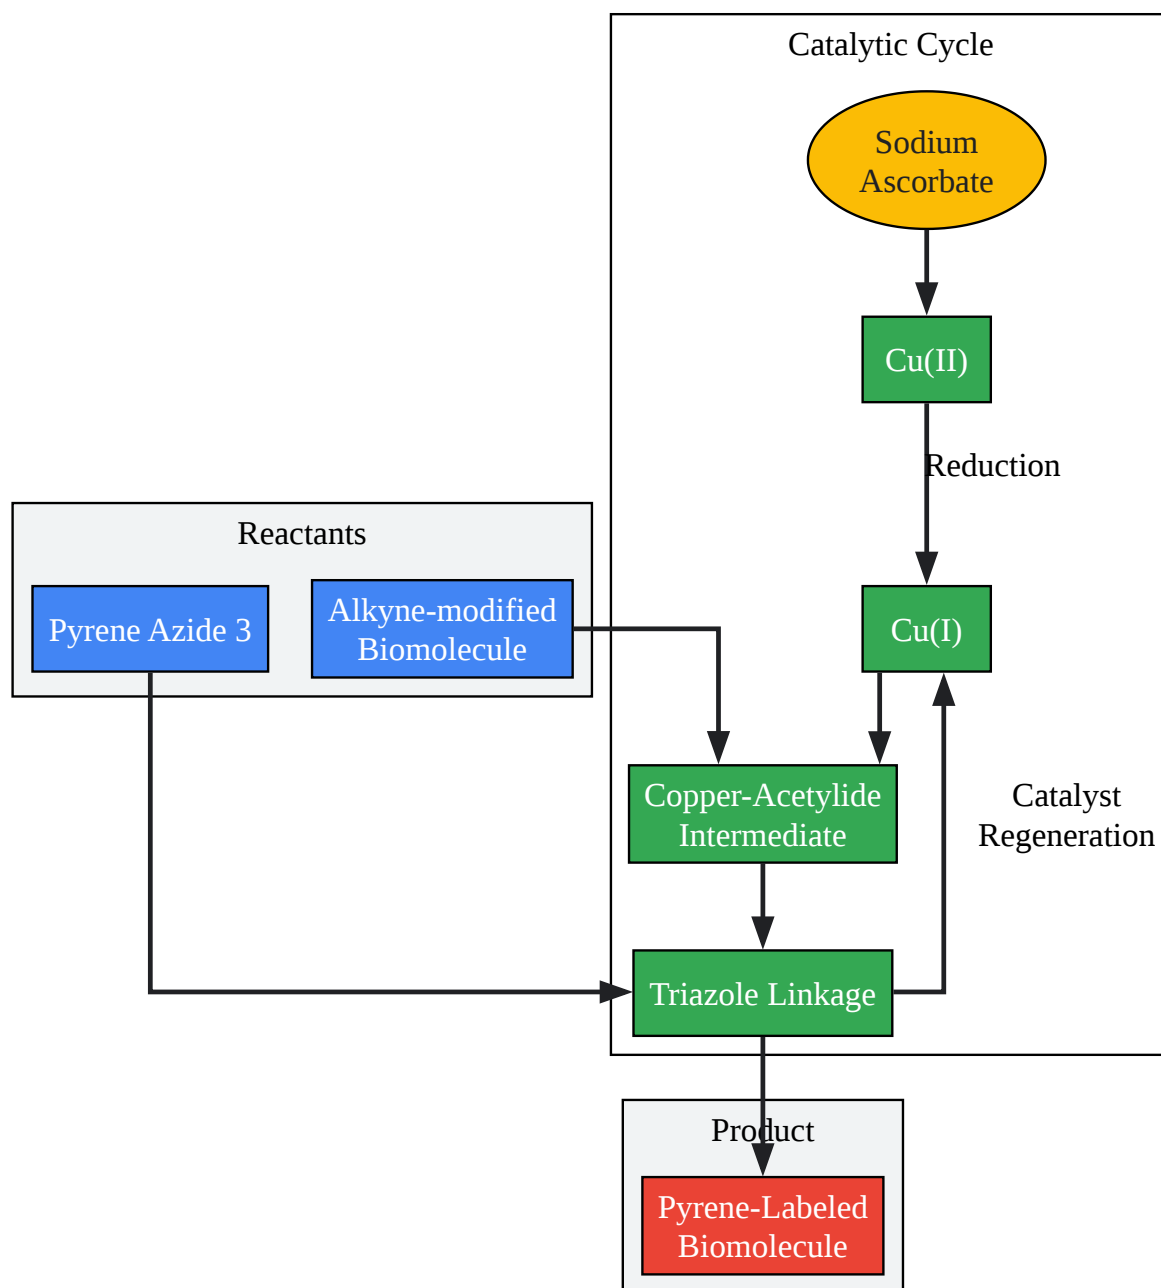 Catalytic Cycle
Sodium
Ascorbate
Cu(II)
Reduction
Reactants
Pyrene Azide 3
Alkyne-modified
Biomolecule
Cu(I)
Copper-Acetylide
Intermediate
Catalyst
Regeneration
Triazole Linkage
Product
Pyrene-Labeled
Biomolecule